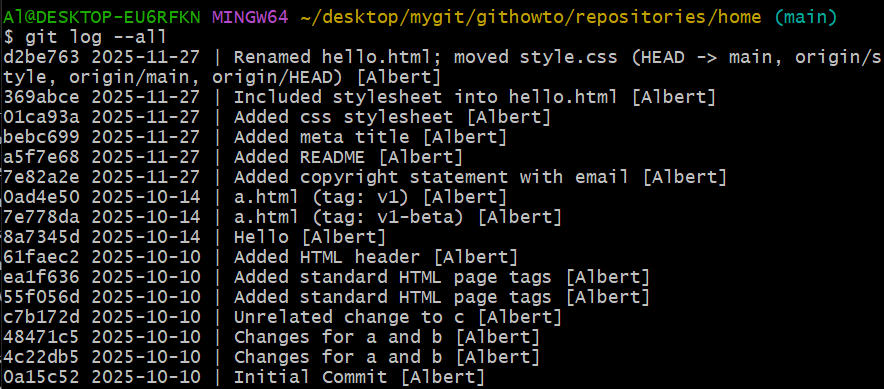 Al@DESKTOP-EU6RFKN MINGW64 ~/desktop/mygit/githowto/repositories/home (main)
$ git log --all
d2be763 2025-11-27 | Renamed hello.html; moved style.css (HEAD -> main, origin/s
tyle, origin/main, origin/HEAD) [Albert]
369abce 2025-11-27 | Included stylesheet into hello.html [Albert]
01ca93a 2025-11-27 | Added css stylesheet [Albert]
bebc699 2025-11-27 | Added meta title [Albert]
a5f7e68 2025-11-27 | Added README [Albert]
7e82a2e 2025-11-27 | Added copyright statement with email [Albert]
0ad4e50 2025-10-14 | a.html (tag: v1) [Albert]
7e778da 2025-10-14 | a.html (tag: v1-beta) [Albert]
8a7345d 2025-10-14 | Hello [Albert]
61faec2 2025-10-10 | Added HTML header [Albert]
ea1f636 2025-10-10 | Added standard HTML page tags [Albert]
55f056d 2025-10-10 | Added standard HTML page tags [Albert]
c7b172d 2025-10-10 | Unrelated change to c [Albert]
48471c5 2025-10-10 | Changes for a and b [Albert]
4c22db5 2025-10-10 | Changes for a and b [Albert]
0a15c52 2025-10-10 | Initial Commit [Albert]